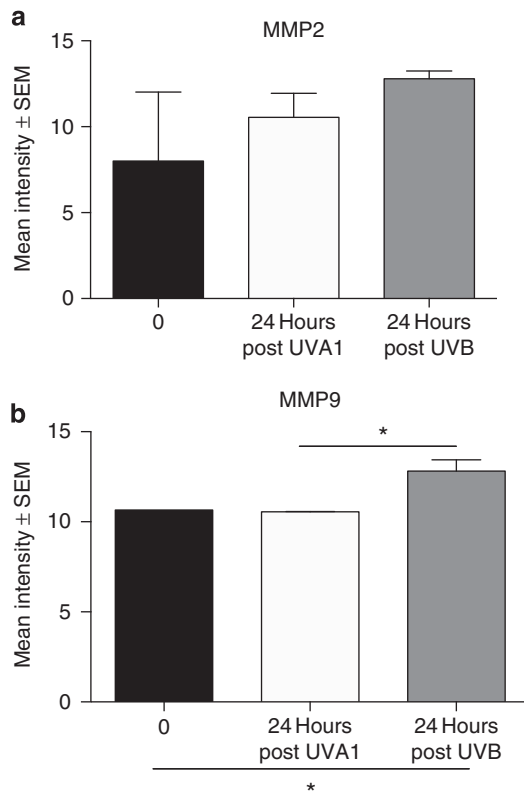 a
MMP2
Mean intensity ± SEM
15
10
5
0
0
24 Hours
post UVA1
24 Hours
post UVB
b
MMP9
Mean intensity ± SEM
15
10
5
0
*
0
24 Hours
post UVA1
24 Hours
post UVB
*